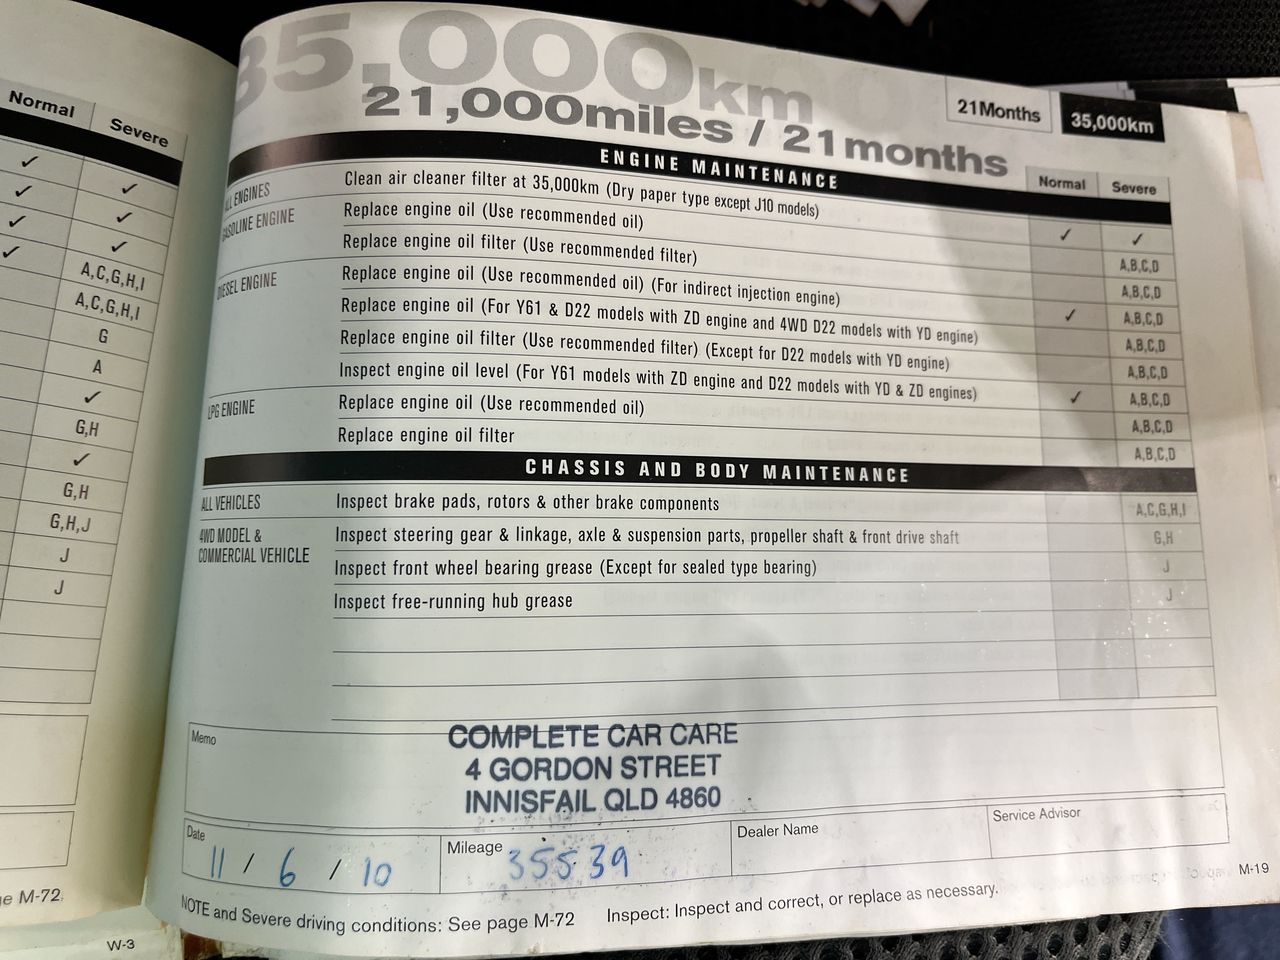 Normal Severe
✓ ✓
✓ ✓
✓ ✓
✓ A,C,G,H,I
A,C,G,H,I
G
A
✓
G,H
✓
G,H
G,H,J
J
J
M-72
W-3
35,000km
21,000miles / 21months
21Months 35,000km
ENGINE MAINTENANCE Normal Severe
ALL ENGINES Clean air cleaner filter at 35,000km (Dry paper type except J10 models) ✓ ✓
GASOLINE ENGINE Replace engine oil (Use recommended oil) A,B,C,D
Replace engine oil filter (Use recommended filter) A,B,C,D
DIESEL ENGINE Replace engine oil (Use recommended oil) (For indirect injection engine) ✓ A,B,C,D
Replace engine oil (For Y61 & D22 models with ZD engine and 4WD D22 models with YD engine) A,B,C,D
Replace engine oil filter (Use recommended filter) (Except for D22 models with YD engine) A,B,C,D
Inspect engine oil level (For Y61 models with ZD engine and D22 models with YD & ZD engines) ✓ A,B,C,D
LPG ENGINE Replace engine oil (Use recommended oil) A,B,C,D
Replace engine oil filter A,B,C,D
CHASSIS AND BODY MAINTENANCE
ALL VEHICLES Inspect brake pads, rotors & other brake components A,C,G,H,I
4WD MODEL & COMMERCIAL VEHICLE Inspect steering gear & linkage, axle & suspension parts, propeller shaft & front drive shaft G,H
Inspect front wheel bearing grease (Except for sealed type bearing) J
Inspect free-running hub grease J
Memo
COMPLETE CAR CARE
4 GORDON STREET
INNISFAIL QLD 4860
Date 11 / 6 / 10 Mileage 35539 Dealer Name Service Advisor
NOTE and Severe driving conditions: See page M-72 Inspect: Inspect and correct, or replace as necessary.
M-19